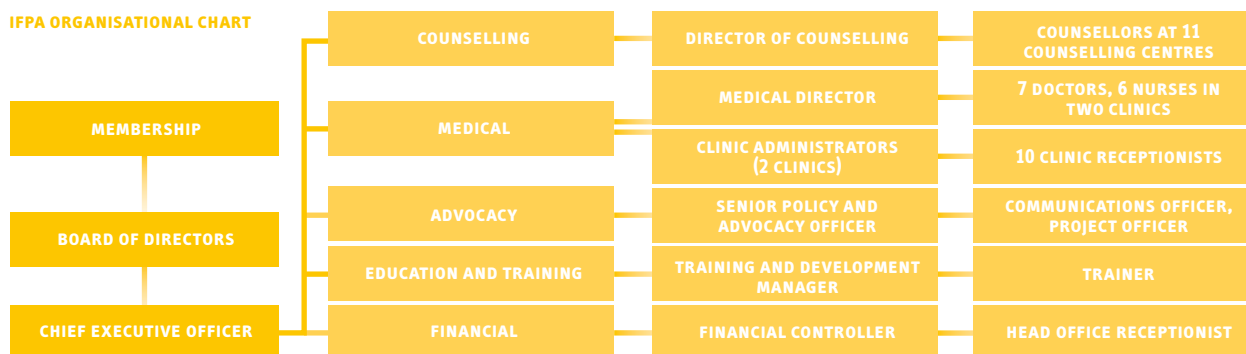 IFPA ORGANISATIONAL CHART
MEMBERSHIP
BOARD OF DIRECTORS
CHIEF EXECUTIVE OFFICER
COUNSELLING
DIRECTOR OF COUNSELLING
COUNSELLORS AT 11
COUNSELLING CENTRES
MEDICAL
MEDICAL DIRECTOR
7 DOCTORS, 6 NURSES IN
TWO CLINICS
CLINIC ADMINISTRATORS
(2 CLINICS)
10 CLINIC RECEPTIONISTS
ADVOCACY
SENIOR POLICY AND
ADVOCACY OFFICER
COMMUNICATIONS OFFICER,
PROJECT OFFICER
EDUCATION AND TRAINING
TRAINING AND DEVELOPMENT
MANAGER
TRAINER
FINANCIAL
FINANCIAL CONTROLLER
HEAD OFFICE RECEPTIONIST